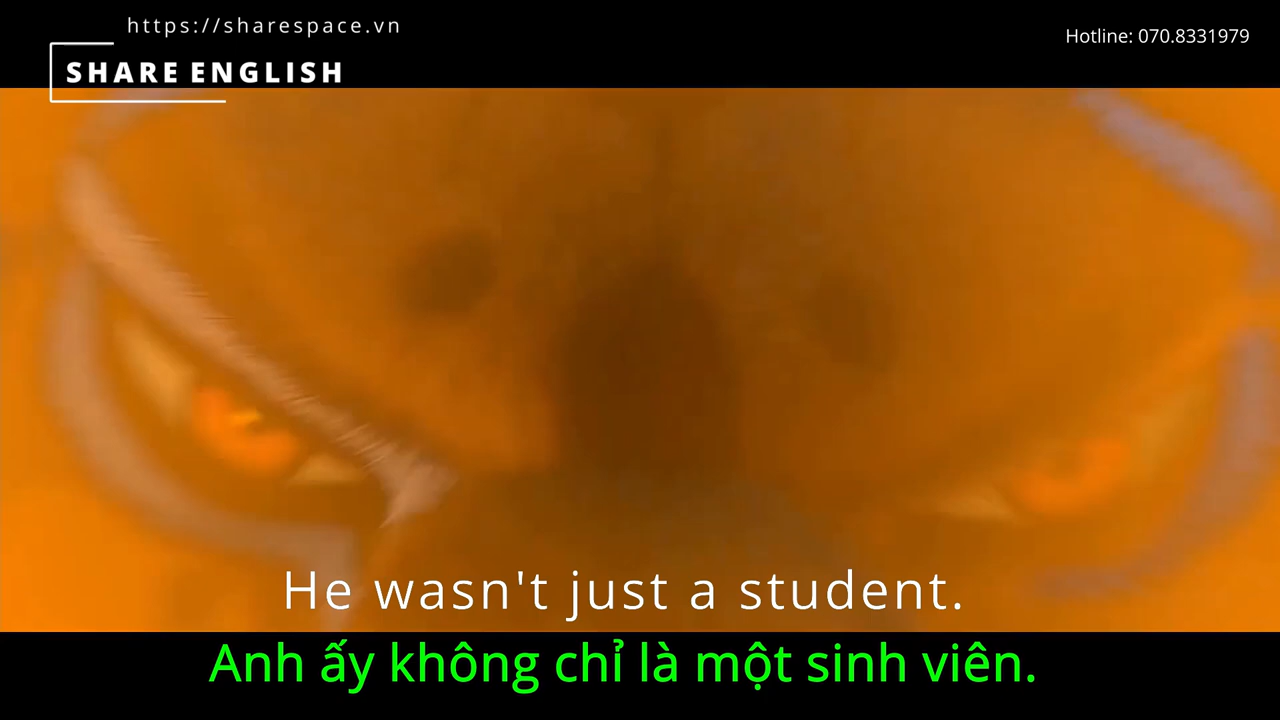 https://sharespace.vn
Hotline: 070.8331979
SHARE ENGLISH
He wasn't just a student.
Anh ấy không chỉ là một sinh viên.